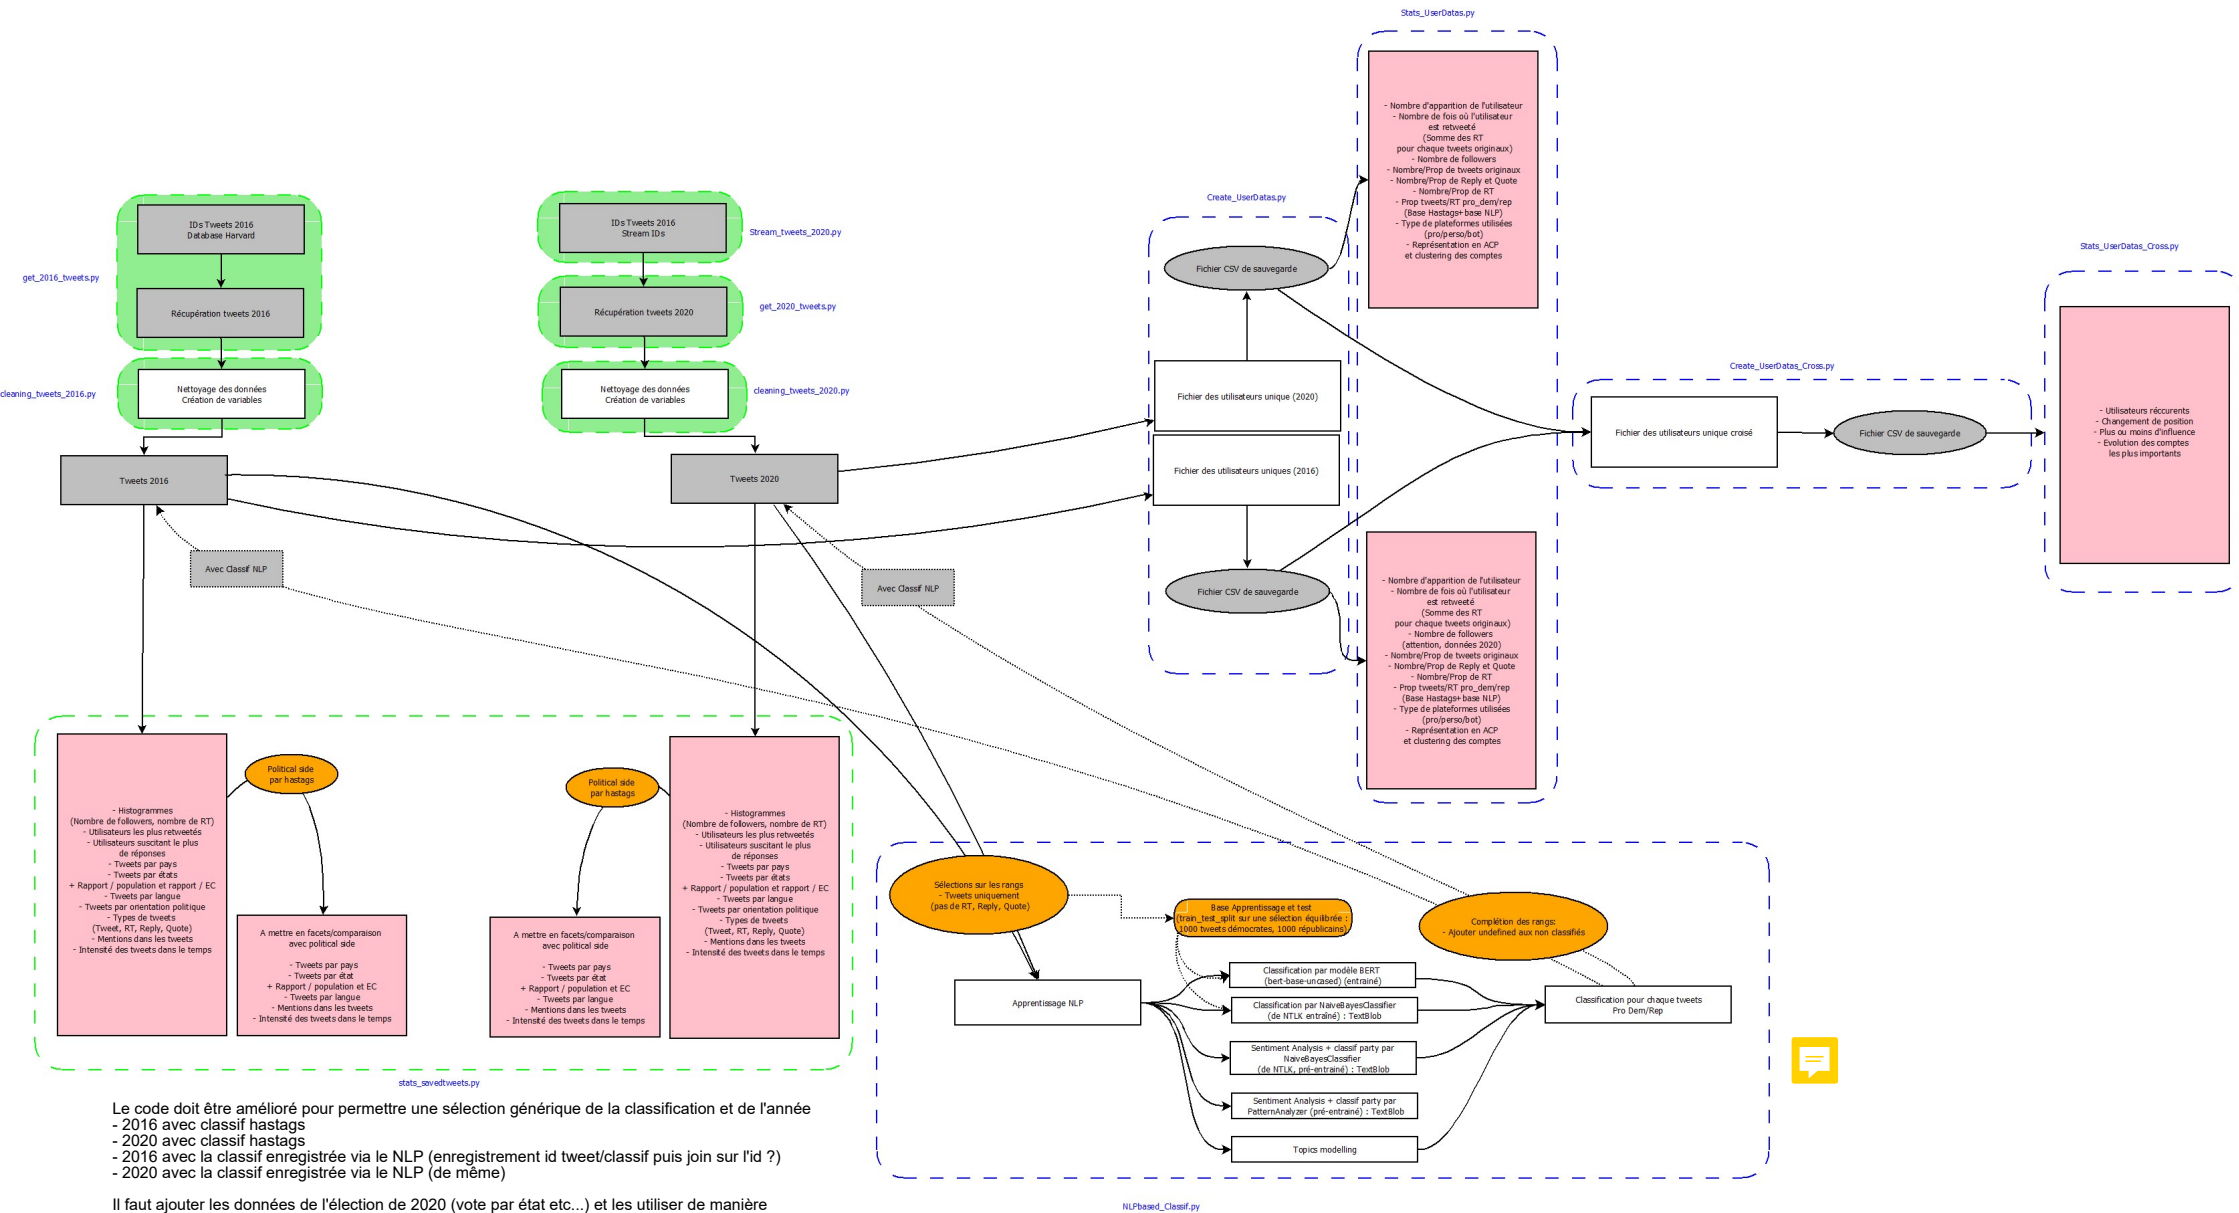 Stats_UserDatas.py
- Nombre d'apparition de l'utilisateur
- Nombre de fois où l'utilisateur
est retweeté
(Somme des RT
pour chaque tweets originaux)
- Nombre de followers
- Nombre/Prop de tweets originaux
- Nombre/Prop de Reply et Quote
- Nombre/Prop de RT
- Prop tweets/RT pro_dem/rep
(Base Hastags+base NLP)
- Type de plateformes utilisées
(pro/perso/bot)
- Représentation en ACP
et clustering des comptes
IDs Tweets 2016
Database Harvard
get_2016_tweets.py
Récupération tweets 2016
cleaning_tweets_2016.py
Nettoyage des données
Création de variables
Tweets 2016
Avec Classif NLP
IDs Tweets 2016
Stream IDs
Stream_tweets_2020.py
Récupération tweets 2020
get_2020_tweets.py
Nettoyage des données
Création de variables
cleaning_tweets_2020.py
Tweets 2020
Avec Classif NLP
Create_UserDatas.py
Fichier CSV de sauvegarde
Fichier des utilisateurs unique (2020)
Fichier des utilisateurs uniques (2016)
Fichier CSV de sauvegarde
- Nombre d'apparition de l'utilisateur
- Nombre de fois où l'utilisateur
est retweeté
(Somme des RT
pour chaque tweets originaux)
- Nombre de followers
(attention, données 2020)
- Nombre/Prop de tweets originaux
- Nombre/Prop de Reply et Quote
- Nombre/Prop de RT
- Prop tweets/RT pro_dem/rep
(Base Hastags+base NLP)
- Type de plateformes utilisées
(pro/perso/bot)
- Représentation en ACP
et clustering des comptes
Create_UserDatas_Cross.py
Fichier des utilisateurs unique croisé
Fichier CSV de sauvegarde
Stats_UserDatas_Cross.py
- Utilisateurs réccurents
- Changement de position
- Plus ou moins d'influence
- Evolution des comptes
les plus importants
- Histogrammes
(Nombre de followers, nombre de RT)
- Utilisateurs les plus retweetés
- Utilisateurs suscitant le plus
de réponses
- Tweets par pays
- Tweets par états
+ Rapport / population et rapport / EC
- Tweets par langue
- Tweets par orientation politique
- Types de tweets
(Tweet, RT, Reply, Quote)
- Mentions dans les tweets
- Intensité des tweets dans le temps
Political side
par hastags
A mettre en facets/comparaison
avec political side
- Tweets par pays
- Tweets par état
+ Rapport / population et EC
- Tweets par langue
- Mentions dans les tweets
- Intensité des tweets dans le temps
Political side
par hastags
A mettre en facets/comparaison
avec political side
- Tweets par pays
- Tweets par état
+ Rapport / population et EC
- Tweets par langue
- Mentions dans les tweets
- Intensité des tweets dans le temps
- Histogrammes
(Nombre de followers, nombre de RT)
- Utilisateurs les plus retweetés
- Utilisateurs suscitant le plus
de réponses
- Tweets par pays
- Tweets par états
+ Rapport / population et rapport / EC
- Tweets par langue
- Tweets par orientation politique
- Types de tweets
(Tweet, RT, Reply, Quote)
- Mentions dans les tweets
- Intensité des tweets dans le temps
stats_savedtweets.py
Sélections sur les rangs
- Tweets uniquement
(pas de RT, Reply, Quote)
Base Apprentissage et test
(train_test_split sur une sélection équilibrée :
1000 tweets démocrates, 1000 républicains)
Complétion des rangs:
- Ajouter undefined aux non classifiés
Apprentissage NLP
Classification par modèle BERT
(bert-base-uncased) (entrainé)
Classification par NaiveBayesClassifier
(de NTLK entraîné) : TextBlob
Sentiment Analysis + classif party par
NaiveBayesClassifier
(de NTLK, pré-entrainé) : TextBlob
Sentiment Analysis + classif party par
PatternAnalyzer (pré-entrainé) : TextBlob
Topics modelling
Classification pour chaque tweets
Pro Dem/Rep
NLPbased_Classif.py
Le code doit être amélioré pour permettre une sélection générique de la classification et de l'année
- 2016 avec classif hastags
- 2020 avec classif hastags
- 2016 avec la classif enregistrée via le NLP (enregistrement id tweet/classif puis join sur l'id ?)
- 2020 avec la classif enregistrée via le NLP (de même)
Il faut ajouter les données de l'élection de 2020 (vote par état etc...) et les utiliser de manière